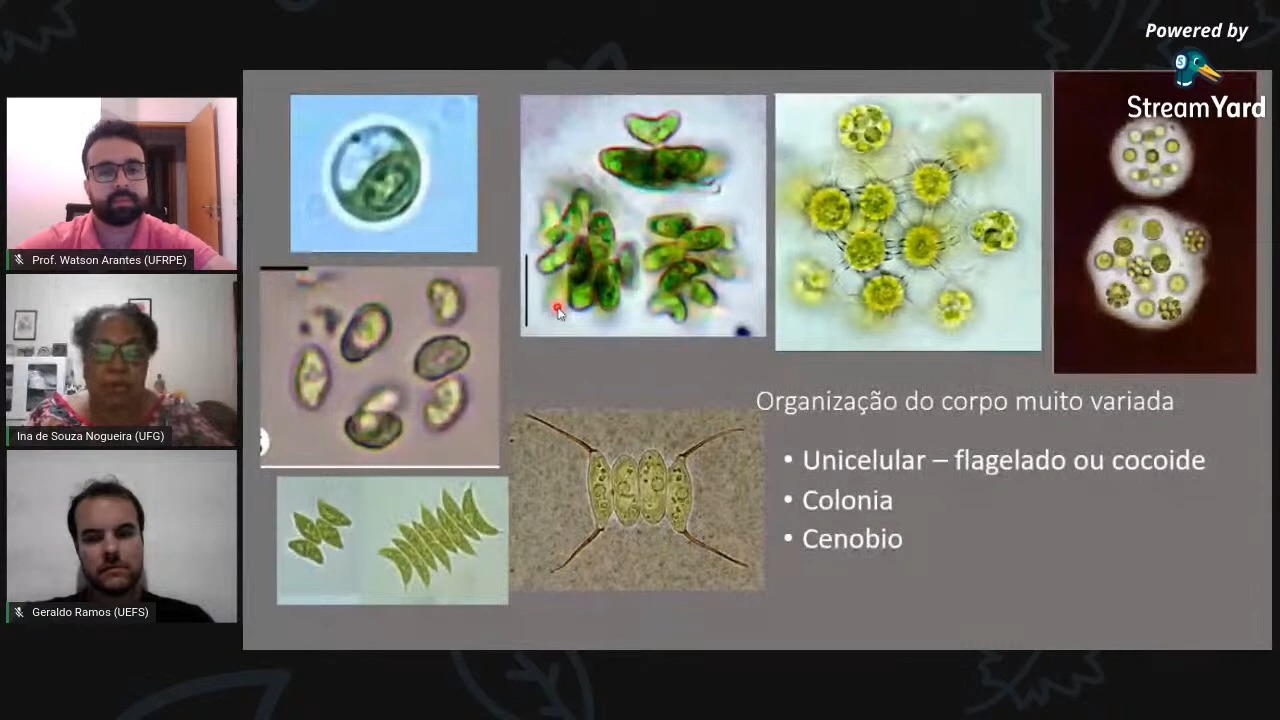 Powered by
StreamYard
Prof. Watson Arantes (UFRPE)
Ina de Souza Nogueira (UFG)
Geraldo Ramos (UEFS)
Organização do corpo muito variada
• Unicelular – flagelado ou cocoide
• Colonia
• Cenobio